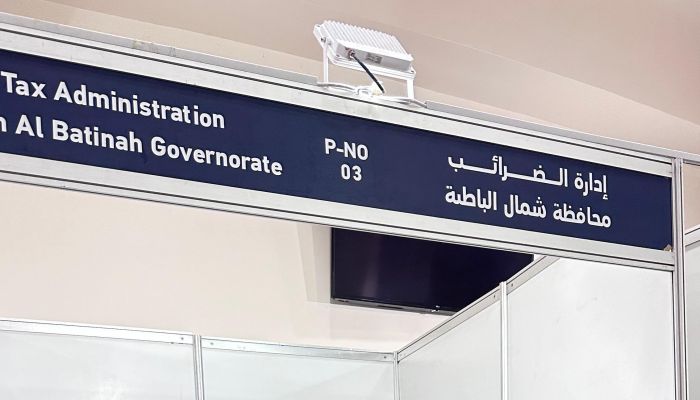 Tax Administration
Al Batinah Governorate
P-NO
03
إدارة الضرائب
محافظة شمال الباطنة